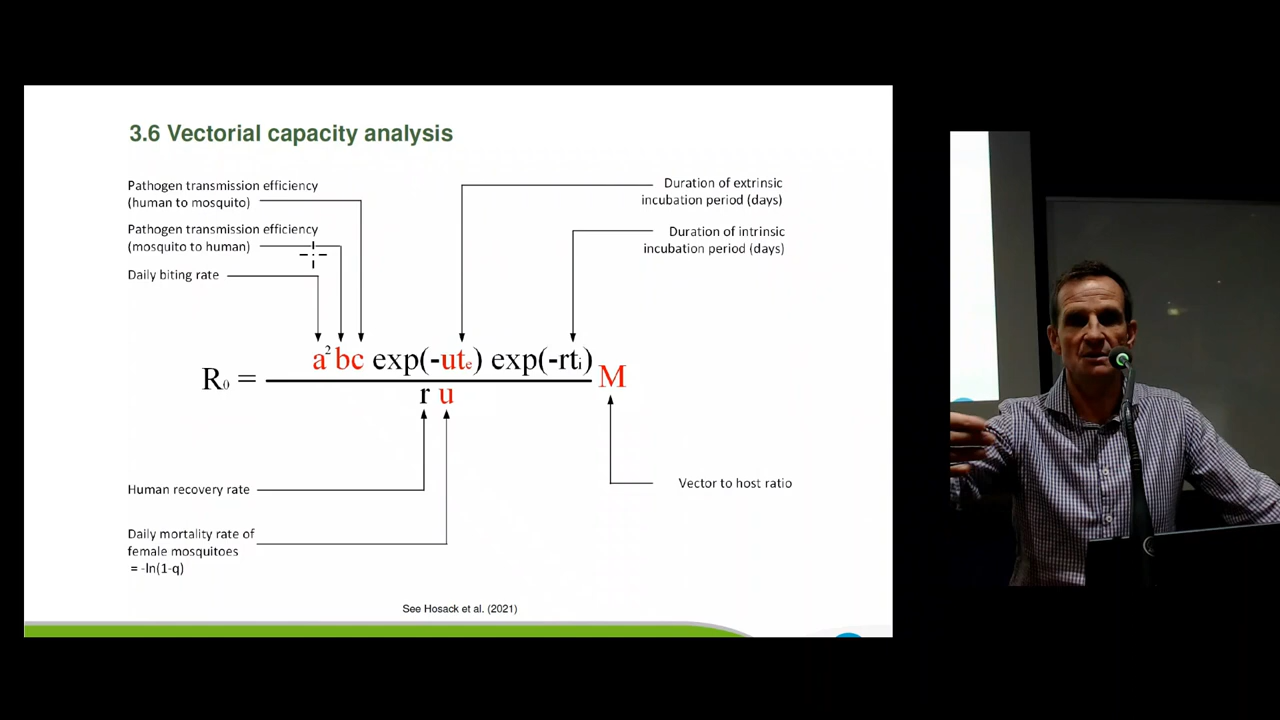 3.6 Vectorial capacity analysis
Pathogen transmission efficiency
(human to mosquito)
Pathogen transmission efficiency
(mosquito to human)
Daily biting rate
Duration of extrinsic
incubation period (days)
Duration of intrinsic
incubation period (days)
a²bc exp(-utₑ) exp(-rtᵢ)
R₀ = M
r u
Human recovery rate
Vector to host ratio
Daily mortality rate of
female mosquitoes
= -ln(1-q)
See Hosack et al. (2021)